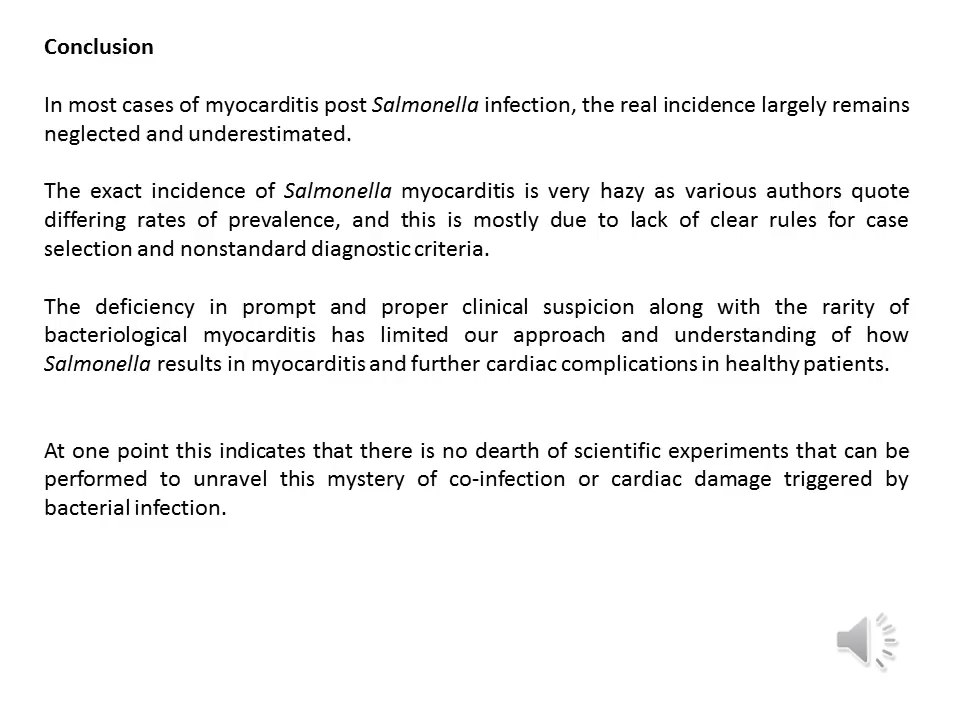 Conclusion
In most cases of myocarditis post Salmonella infection, the real incidence largely remains
neglected and underestimated.
The exact incidence of Salmonella myocarditis is very hazy as various authors quote
differing rates of prevalence, and this is mostly due to lack of clear rules for case
selection and nonstandard diagnostic criteria.
The deficiency in prompt and proper clinical suspicion along with the rarity of
bacteriological myocarditis has limited our approach and understanding of how
Salmonella results in myocarditis and further cardiac complications in healthy patients.
At one point this indicates that there is no dearth of scientific experiments that can be
performed to unravel this mystery of co-infection or cardiac damage triggered by
bacterial infection.